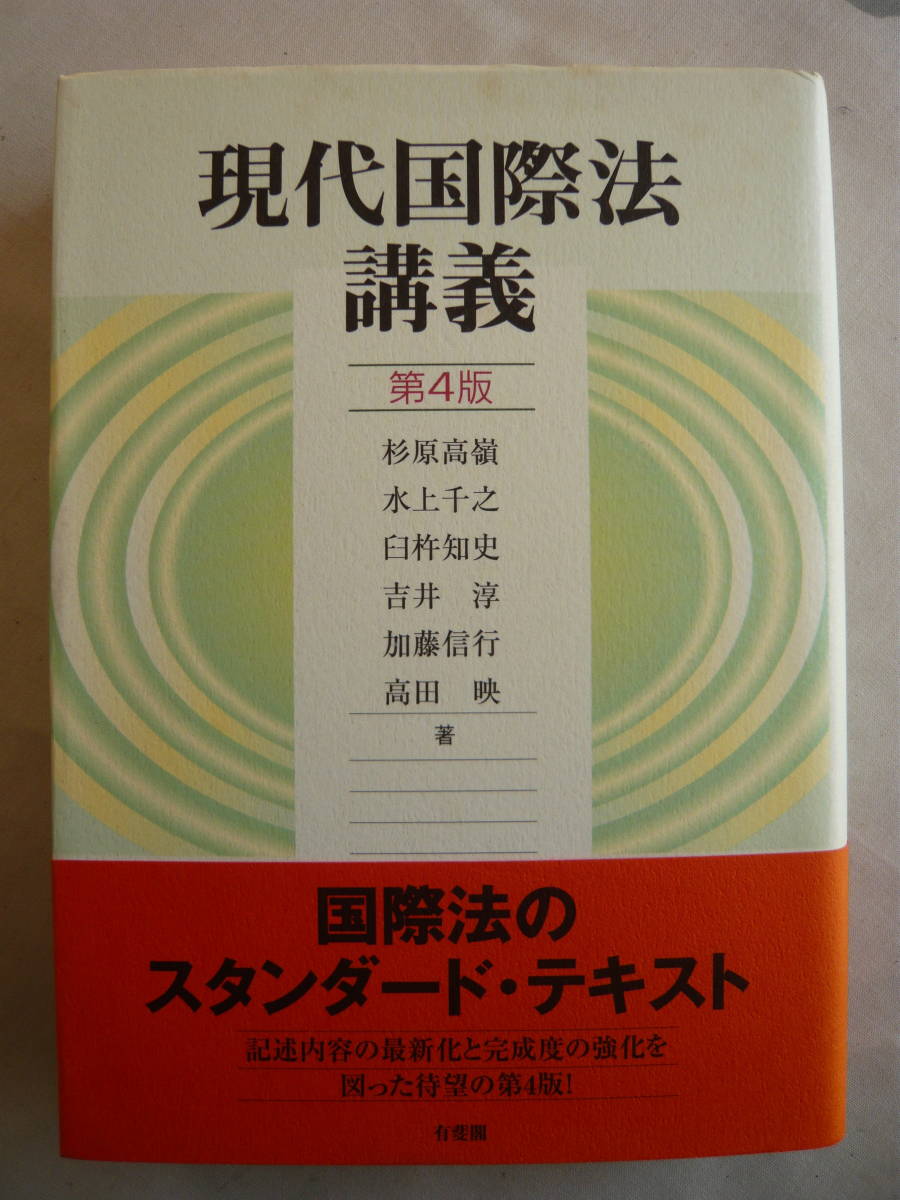 現代国際法
講義
第4版
杉原高嶺
水上千之
臼杵知史
吉井　淳
加藤信行
高田　映
著
国際法の
スタンダード・テキスト
記述内容の最新化と完成度の強化を
図った待望の第4版!
有斐閣